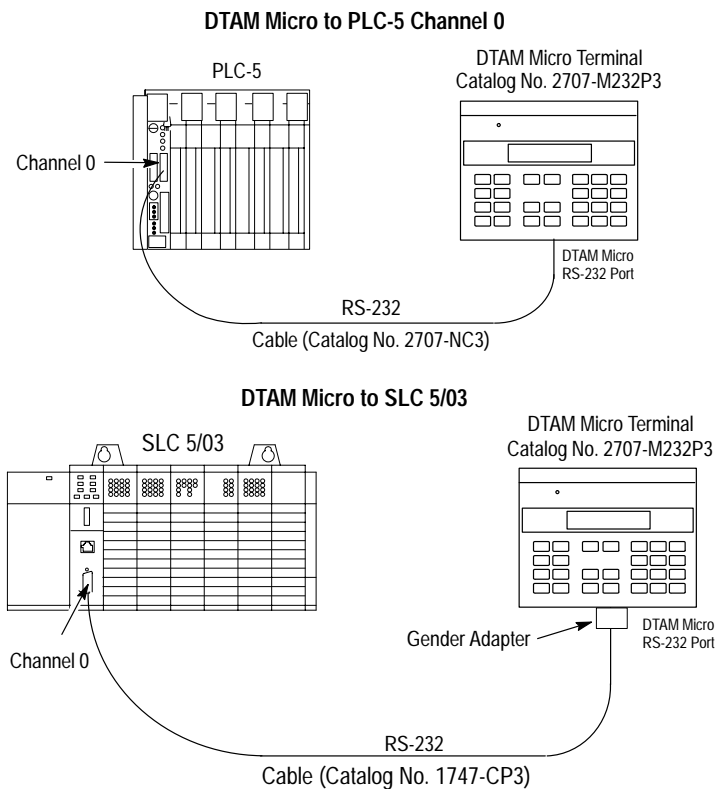 DTAM Micro to PLC-5 Channel 0
PLC-5
DTAM Micro Terminal
Catalog No. 2707-M232P3
Channel 0
DTAM Micro
RS-232 Port
RS-232
Cable (Catalog No. 2707-NC3)
DTAM Micro to SLC 5/03
SLC 5/03
DTAM Micro Terminal
Catalog No. 2707-M232P3
Gender Adapter
DTAM Micro
RS-232 Port
Channel 0
RS-232
Cable (Catalog No. 1747-CP3)